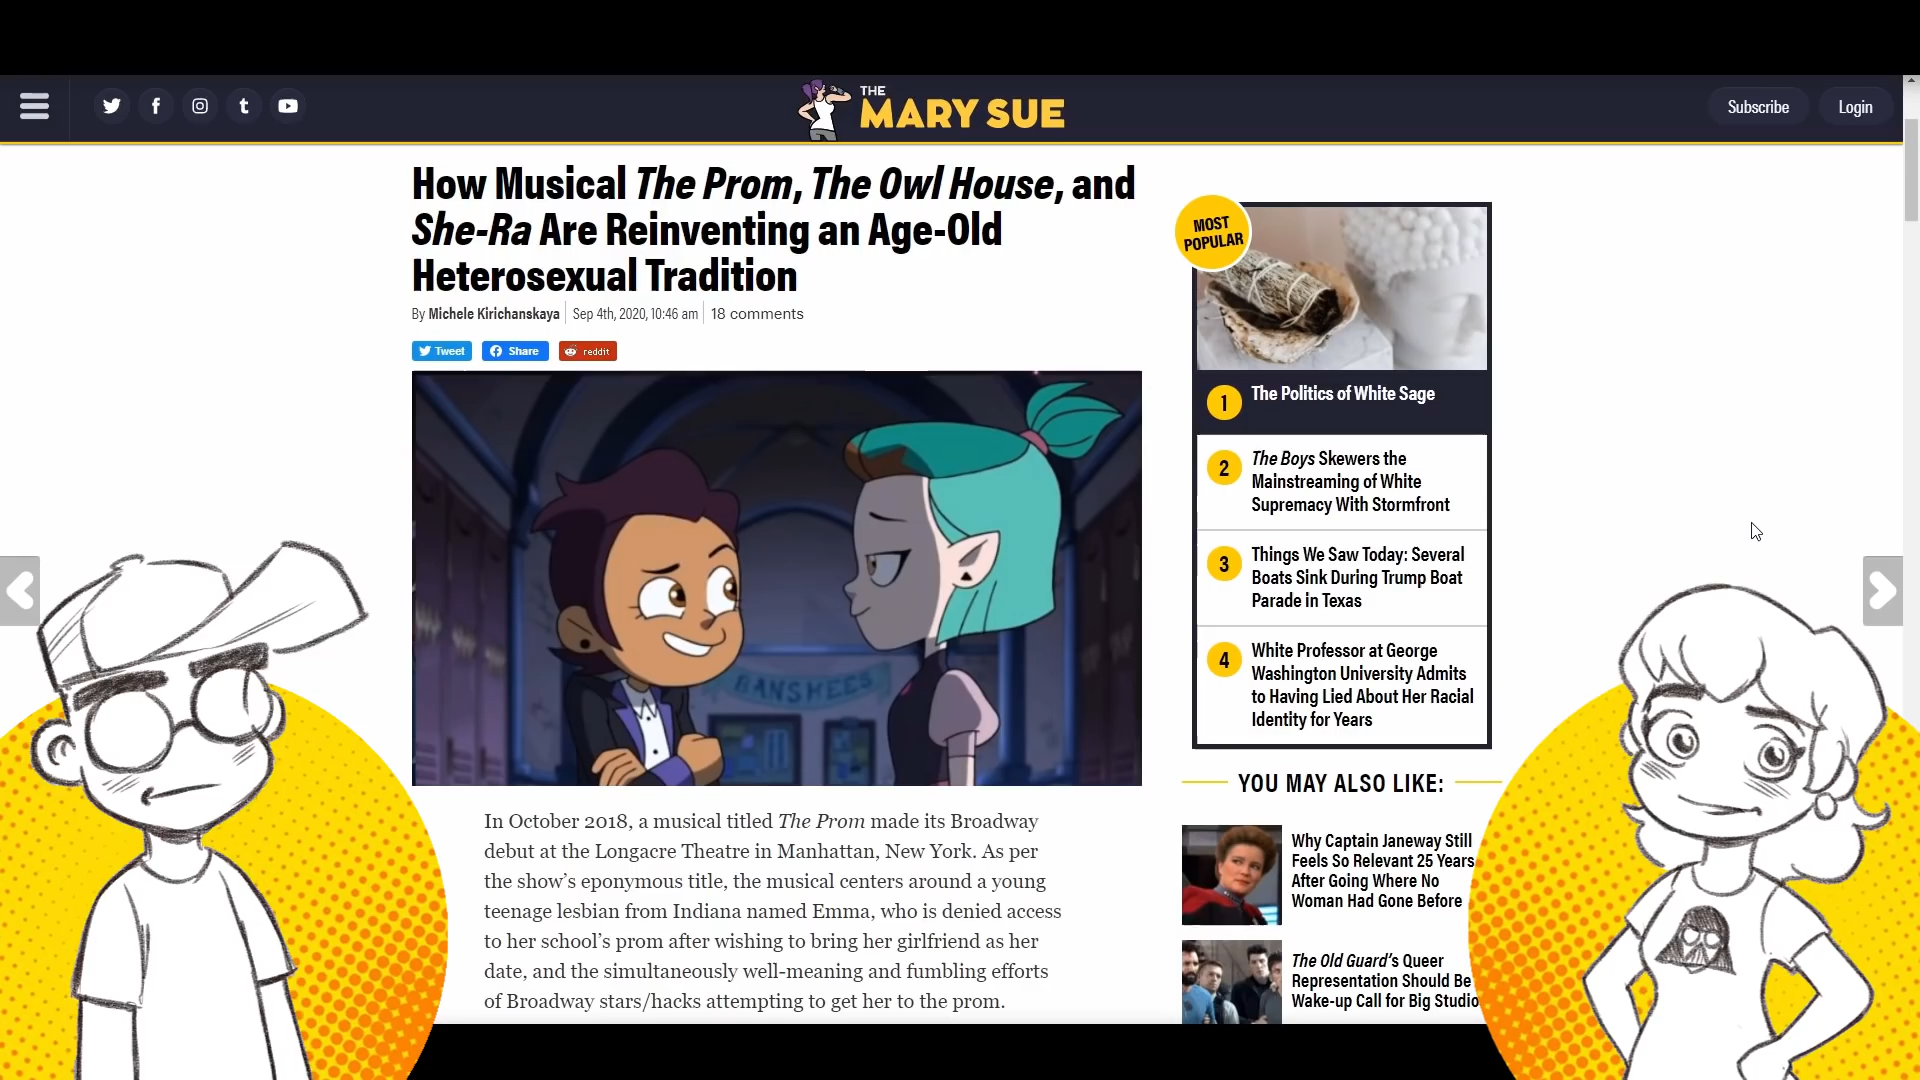 THE
MARY SUE
Subscribe
Login
How Musical The Prom, The Owl House, and
She-Ra Are Reinventing an Age-Old
Heterosexual Tradition
By Michele Kirichanskaya
Sep 4th, 2020, 10:46 am
18 comments
Tweet
Share
reddit
BANSHEES
In October 2018, a musical titled The Prom made its Broadway
debut at the Longacre Theatre in Manhattan, New York. As per
the show’s eponymous title, the musical centers around a young
teenage lesbian from Indiana named Emma, who is denied access
to her school’s prom after wishing to bring her girlfriend as her
date, and the simultaneously well-meaning and fumbling efforts
of Broadway stars/hacks attempting to get her to the prom.
MOST
POPULAR
1
The Politics of White Sage
2
The Boys Skewers the
Mainstreaming of White
Supremacy With Stormfront
3
Things We Saw Today: Several
Boats Sink During Trump Boat
Parade in Texas
4
White Professor at George
Washington University Admits
to Having Lied About Her Racial
Identity for Years
YOU MAY ALSO LIKE:
Why Captain Janeway Still
Feels So Relevant 25 Years
After Going Where No
Woman Had Gone Before
The Old Guard’s Queer
Representation Should Be
Wake-up Call for Big Studio